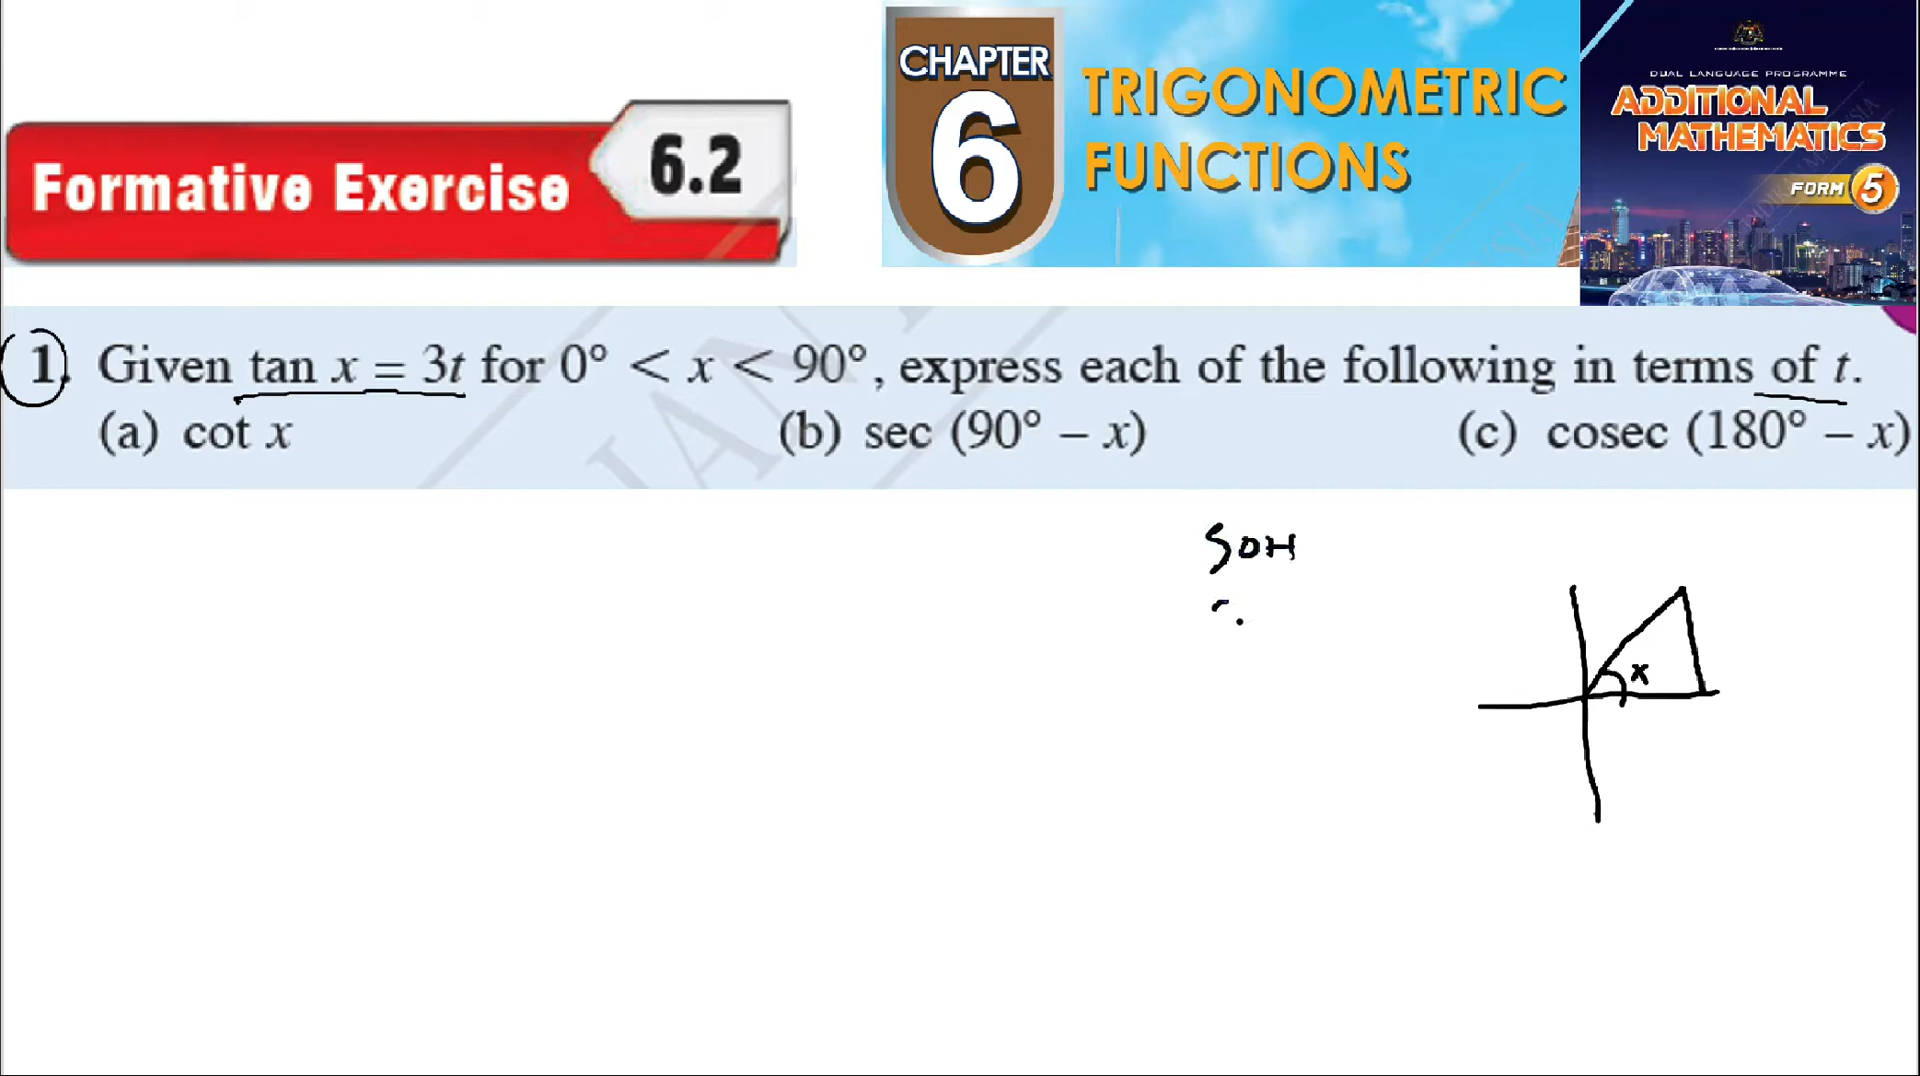 CHAPTER
6
TRIGONOMETRIC
FUNCTIONS
DUAL LANGUAGE PROGRAMME
ADDITIONAL
MATHEMATICS
FORM 5
Formative Exercise 6.2
1. Given tan x = 3t for 0° < x < 90°, express each of the following in terms of t.
(a) cot x (b) sec (90° – x) (c) cosec (180° – x)
SOH
x